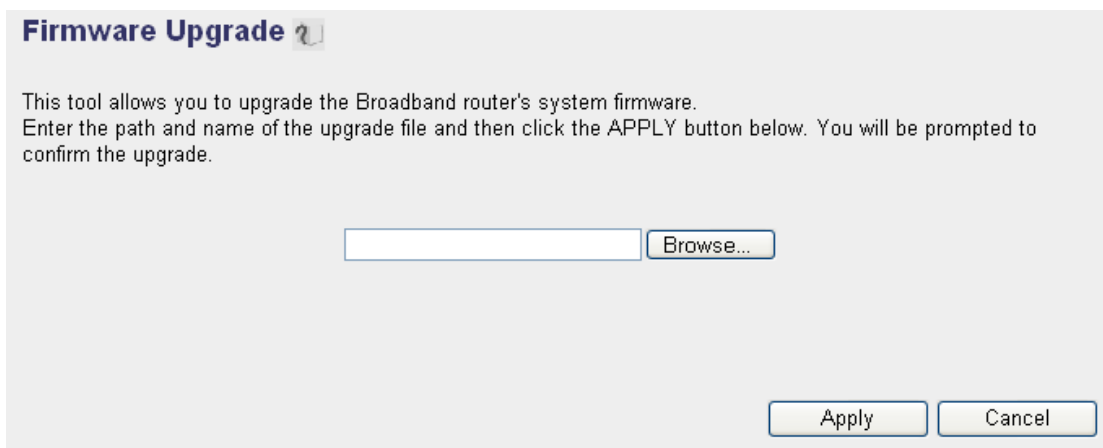 Firmware Upgrade
This tool allows you to upgrade the Broadband router's system firmware.
Enter the path and name of the upgrade file and then click the APPLY button below. You will be prompted to
confirm the upgrade.
Browse...
Apply Cancel